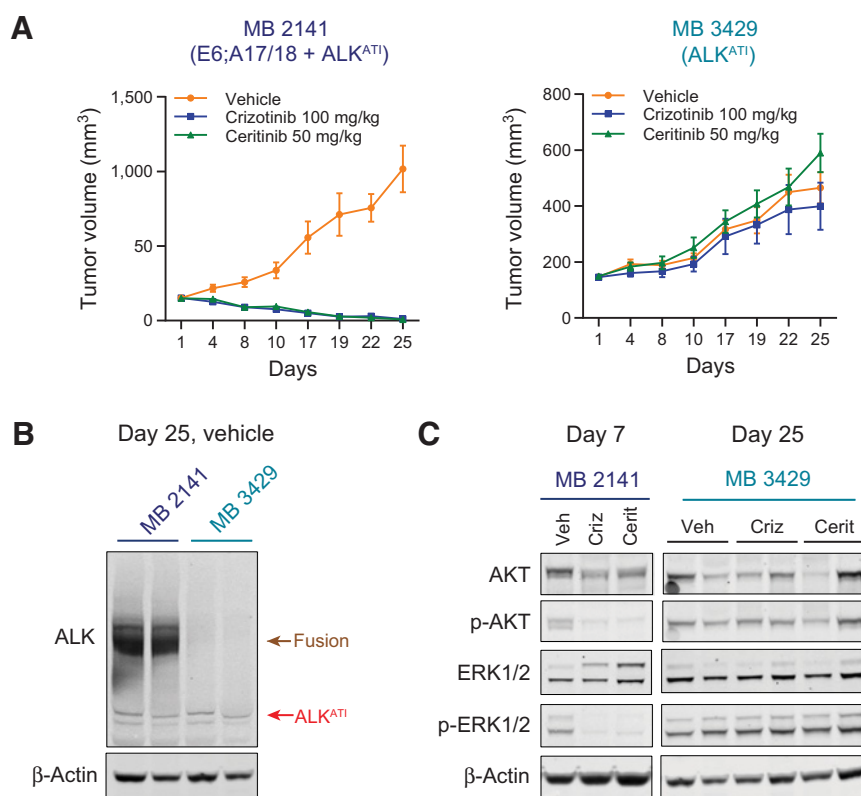 A
MB 2141
(E6;A17/18 + ALKᴬᵀᴵ)
Vehicle
Crizotinib 100 mg/kg
Ceritinib 50 mg/kg
Tumor volume (mm³)
1,500
1,000
50
0
1 4 8 10 17 19 22 25
Days
MB 3429
(ALKᴬᵀᴵ)
Vehicle
Crizotinib 100 mg/kg
Ceritinib 50 mg/kg
Tumor volume (mm³)
800
600
400
200
0
1 4 8 10 17 19 22 25
Days
B
Day 25, vehicle
MB 2141
MB 3429
ALK
Fusion
ALKᴬᵀᴵ
β-Actin
C
Day 7
Day 25
MB 2141
MB 3429
Veh Criz Cerit
Veh Criz Cerit
AKT
p-AKT
ERK1/2
p-ERK1/2
β-Actin